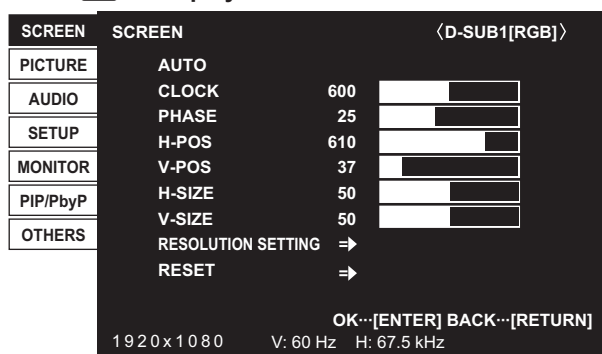 SCREEN
PICTURE
AUDIO
SETUP
MONITOR
PIP/PbyP
OTHERS
SCREEN 〈D-SUB1[RGB]〉
AUTO
CLOCK 600
PHASE 25
H-POS 610
V-POS 37
H-SIZE 50
V-SIZE 50
RESOLUTION SETTING ⇒
RESET ⇒
OK···[ENTER] BACK···[RETURN]
1920x1080 V: 60 Hz H: 67.5 kHz